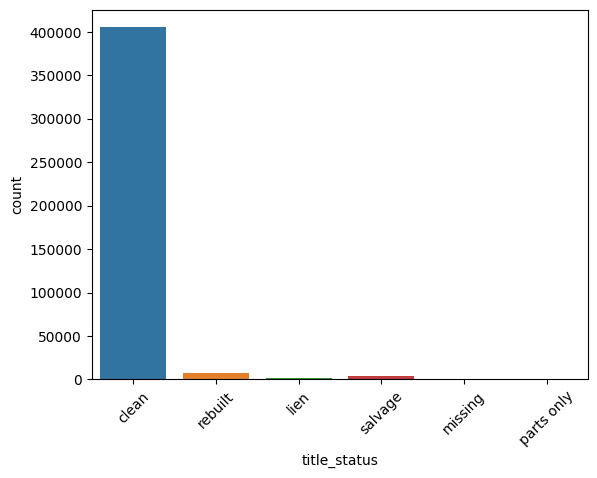 400000
350000
300000
250000
200000
150000
100000
50000
0
count
clean
rebuilt
lien
salvage
missing
parts only
title_status